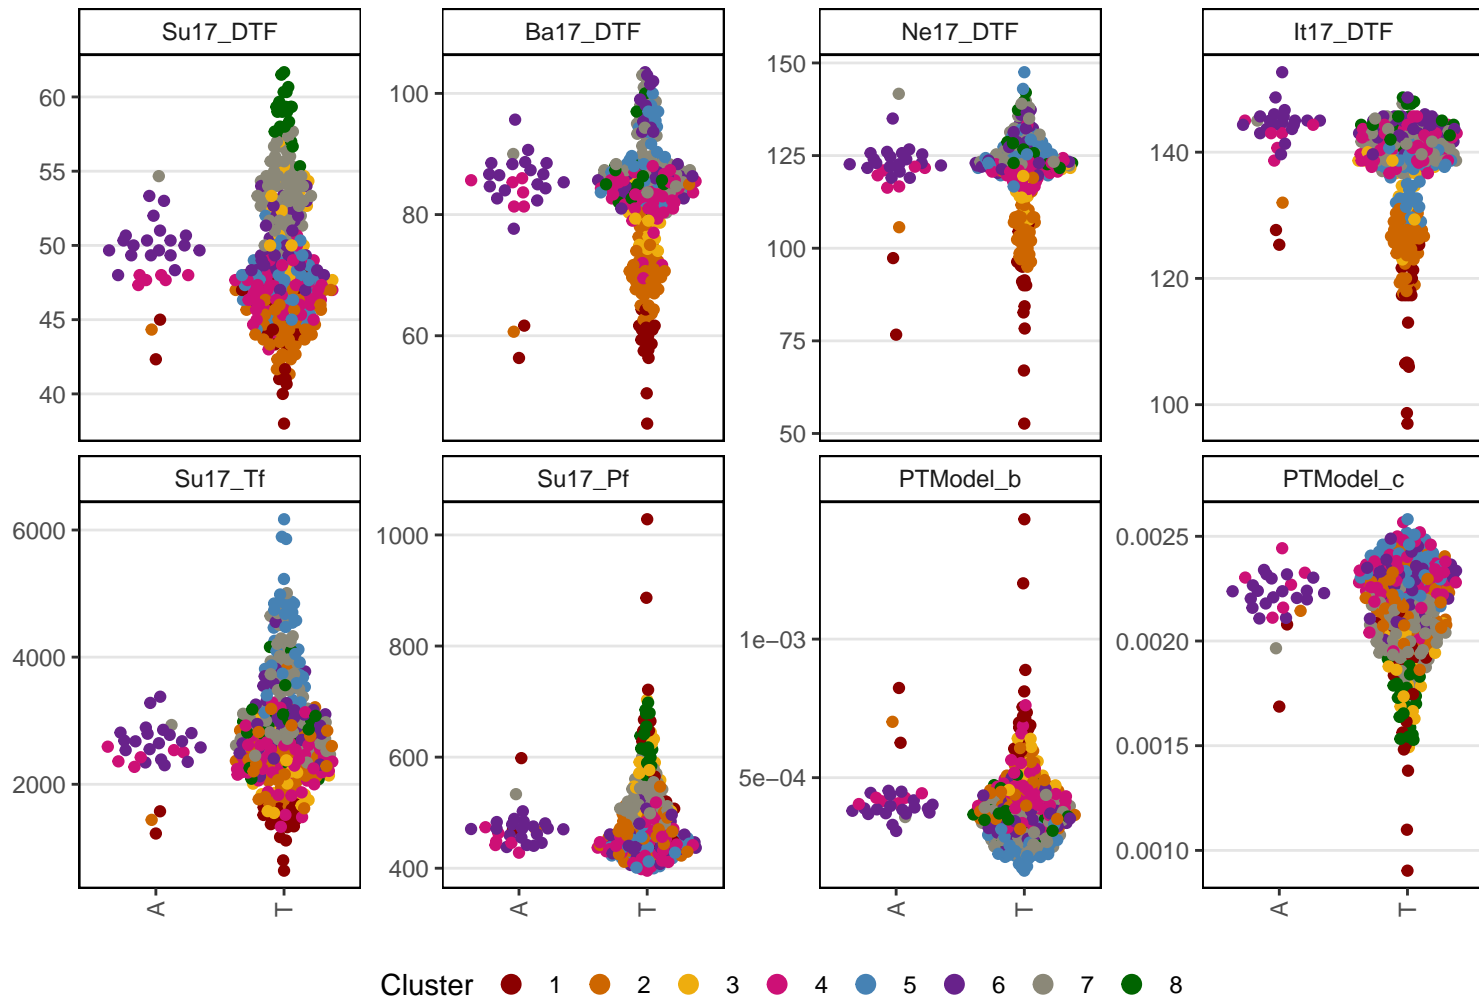 Su17_DTF Ba17_DTF Ne17_DTF It17_DTF
60 55 50 45 40
100 80 60
150 125 100 75 50
140 120 100
Su17_Tf Su17_Pf PTModel_b PTModel_c
6000 4000 2000
1000 800 600 400
1e−03 5e−04
0.0025 0.0020 0.0015 0.0010
A T A T A T A T
Cluster 1 2 3 4 5 6 7 8